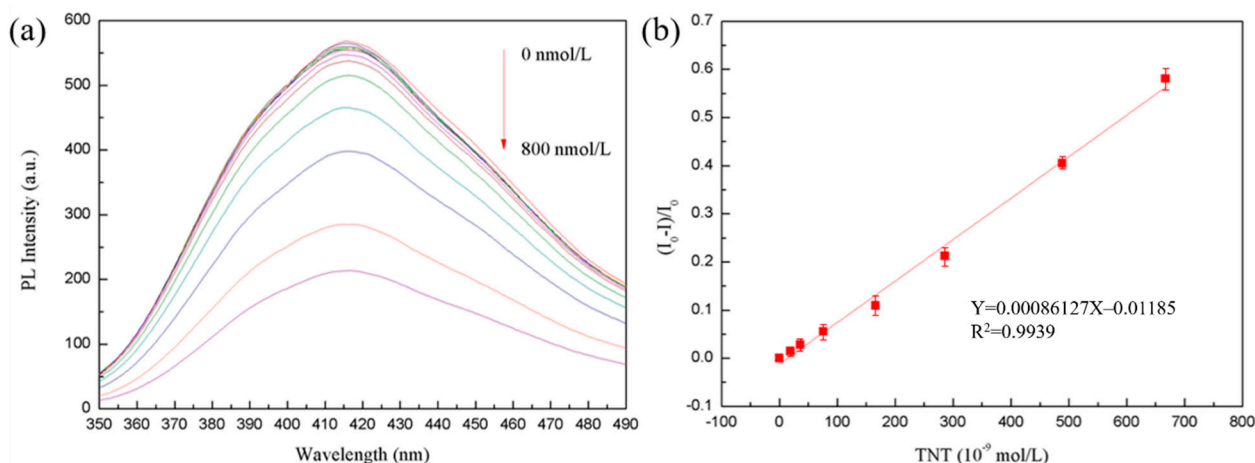 (a)
600
500
400
300
200
100
0
PL Intensity (a.u.)
0 nmol/L
800 nmol/L
350 360 370 380 390 400 410 420 430 440 450 460 470 480 490
Wavelength (nm)
(b)
0.7
0.6
0.5
0.4
0.3
0.2
0.1
0.0
-0.1
(I₀-I)/I₀
Y=0.00086127X–0.01185
R²=0.9939
-100 0 100 200 300 400 500 600 700 800
TNT (10⁻⁹ mol/L)